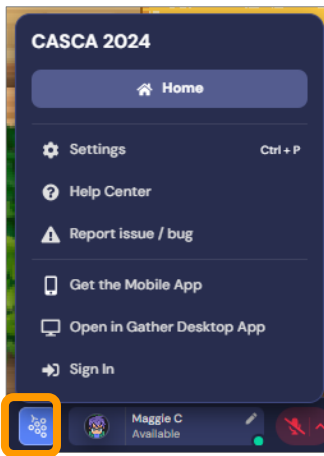 CASCA 2024
Home
Settings Ctrl + P
Help Center
Report issue / bug
Get the Mobile App
Open in Gather Desktop App
Sign In
Maggie C
Available